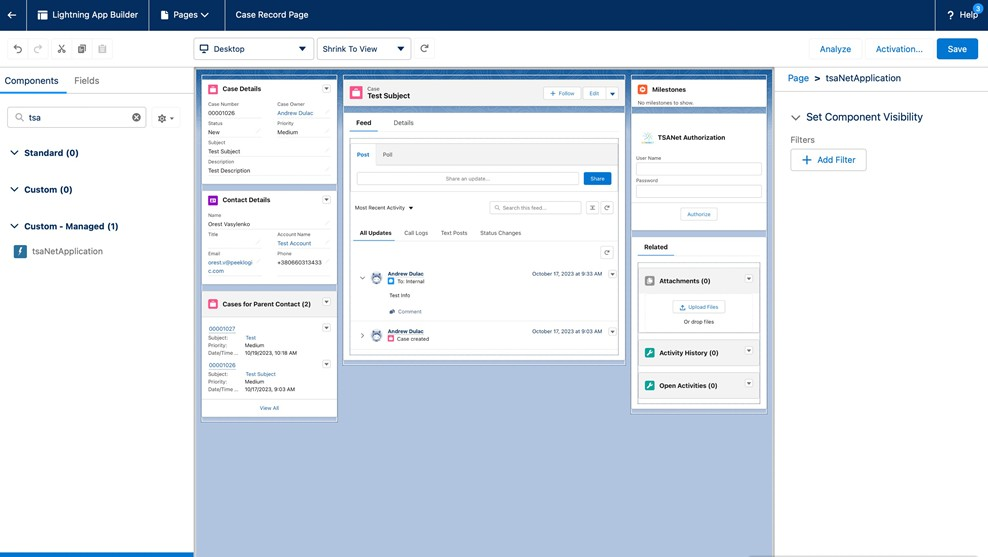 Lightning App Builder
Pages
Case Record Page
? Help
3
Desktop
Shrink To View
Analyze
Activation...
Save
Components
Fields
tsa
Standard (0)
Custom (0)
Custom - Managed (1)
tsaNetApplication
Case Details
Case Number
Case Owner
00001026
Andrew Dulac
Status
Priority
New
Medium
Subject
Test Subject
Description
Test Description
Contact Details
Name
Orest Vasylenko
Title
Account Name
Test Account
Email
Phone
orest.v@peeklogi
c.com
+380660313433
Cases for Parent Contact (2)
00001027
Subject: Test
Priority: Medium
Date/Time ... 10/19/2023, 10:18 AM
00001026
Subject: Test Subject
Priority: Medium
Date/Time ... 10/17/2023, 9:03 AM
View All
Case
Test Subject
+ Follow
Edit
Feed
Details
Post
Poll
Share an update...
Share
Most Recent Activity
Search this feed...
All Updates
Call Logs
Text Posts
Status Changes
Andrew Dulac
October 17, 2023 at 9:33 AM
To: Internal
Test Info
Comment
Andrew Dulac
October 17, 2023 at 9:03 AM
Case created
Milestones
No milestones to show.
TSANet Authorization
User Name
Password
Authorize
Related
Attachments (0)
Upload Files
Or drop files
Activity History (0)
Open Activities (0)
Page > tsaNetApplication
Set Component Visibility
Filters
+ Add Filter